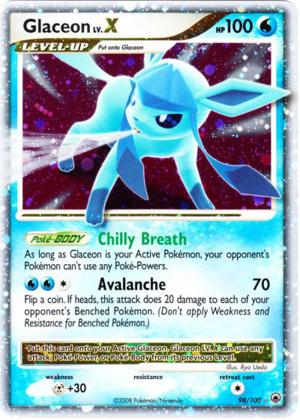 Glaceon LV.X HP100
LEVEL-UP Put onto Glaceon
Poké-BODY Chilly Breath
As long as Glaceon is your Active Pokémon, your opponent's
Pokémon can't use any Poké-Powers.
Avalanche 70
Flip a coin. If heads, this attack does 20 damage to each of your
opponent's Benched Pokémon. (Don't apply Weakness and
Resistance for Benched Pokémon.)
Illus. Ryo Ueda
Put this card onto your Active Glaceon. Glaceon LV.X can use any
attack, Poké-Power, or Poké-Body from its previous Level.
weakness resistance retreat cost
+30
©2008 Pokémon/Nintendo 98/100